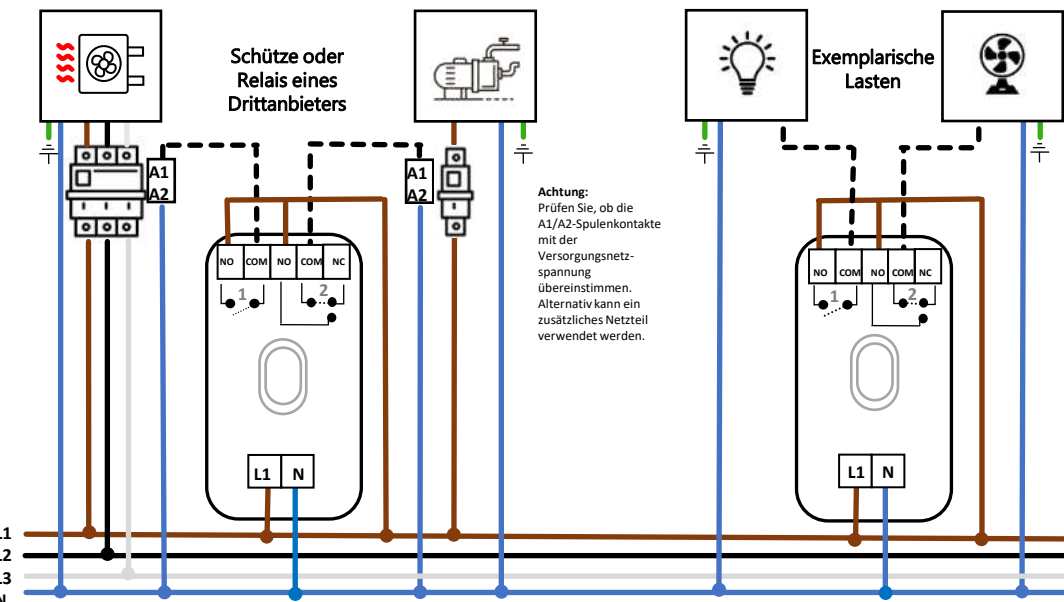 Schütze oder
Relais eines
Drittanbieters
Exemplarische
Lasten
A1
A2
A1
A2
Achtung:
Prüfen Sie, ob die
A1/A2-Spulenkontakte
mit der
Versorgungsnetz-
spannung
übereinstimmen.
Alternativ kann ein
zusätzliches Netzteil
verwendet werden.
NO COM NO COM NC
1 2
L1 N
NO COM NO COM NC
1 2
L1 N
L1
L2
L3
N